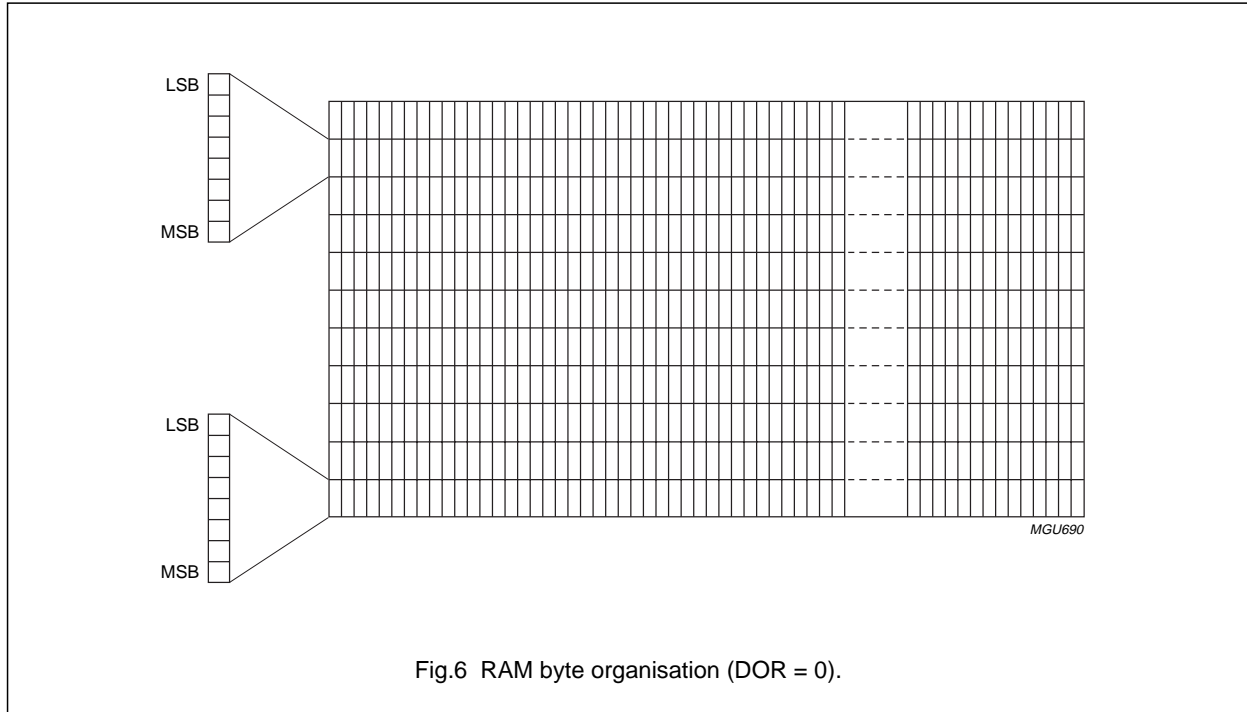 LSB
MSB
LSB
MSB
MGU690
Fig.6 RAM byte organisation (DOR = 0).